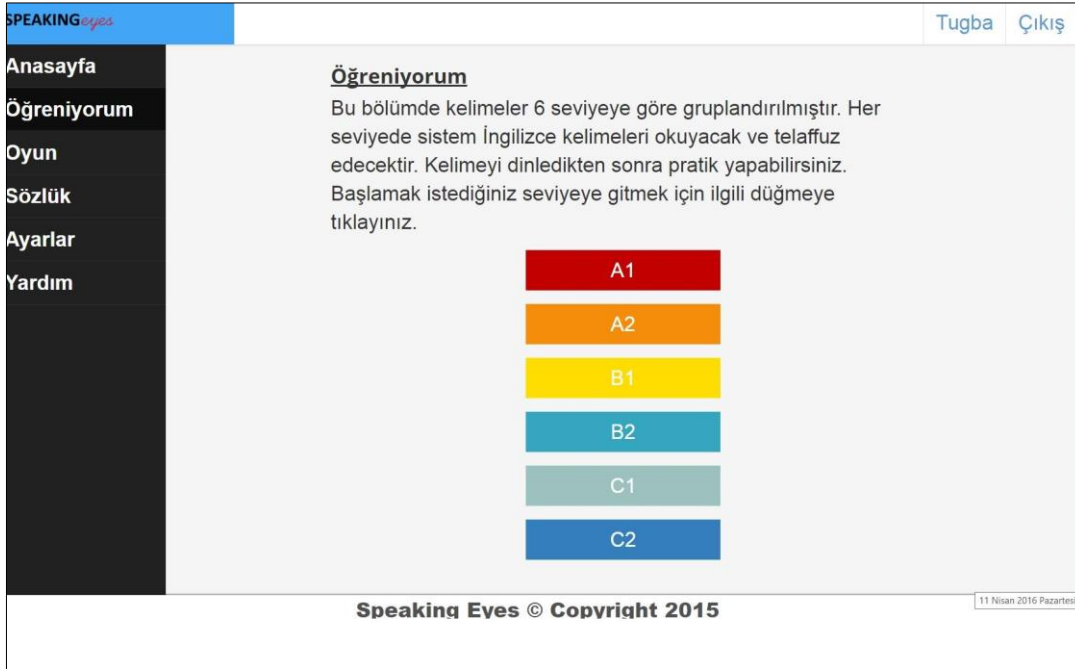 SPEAKINGeyes
Tugba Çıkış
Anasayfa
Öğreniyorum
Oyun
Sözlük
Ayarlar
Yardım
Öğreniyorum
Bu bölümde kelimeler 6 seviyeye göre gruplandırılmıştır. Her
seviyede sistem İngilizce kelimeleri okuyacak ve telaffuz
edecektir. Kelimeyi dinledikten sonra pratik yapabilirsiniz.
Başlamak istediğiniz seviyeye gitmek için ilgili düğmeye
tıklayınız.
A1
A2
B1
B2
C1
C2
Speaking Eyes © Copyright 2015
11 Nisan 2016 Pazartesi